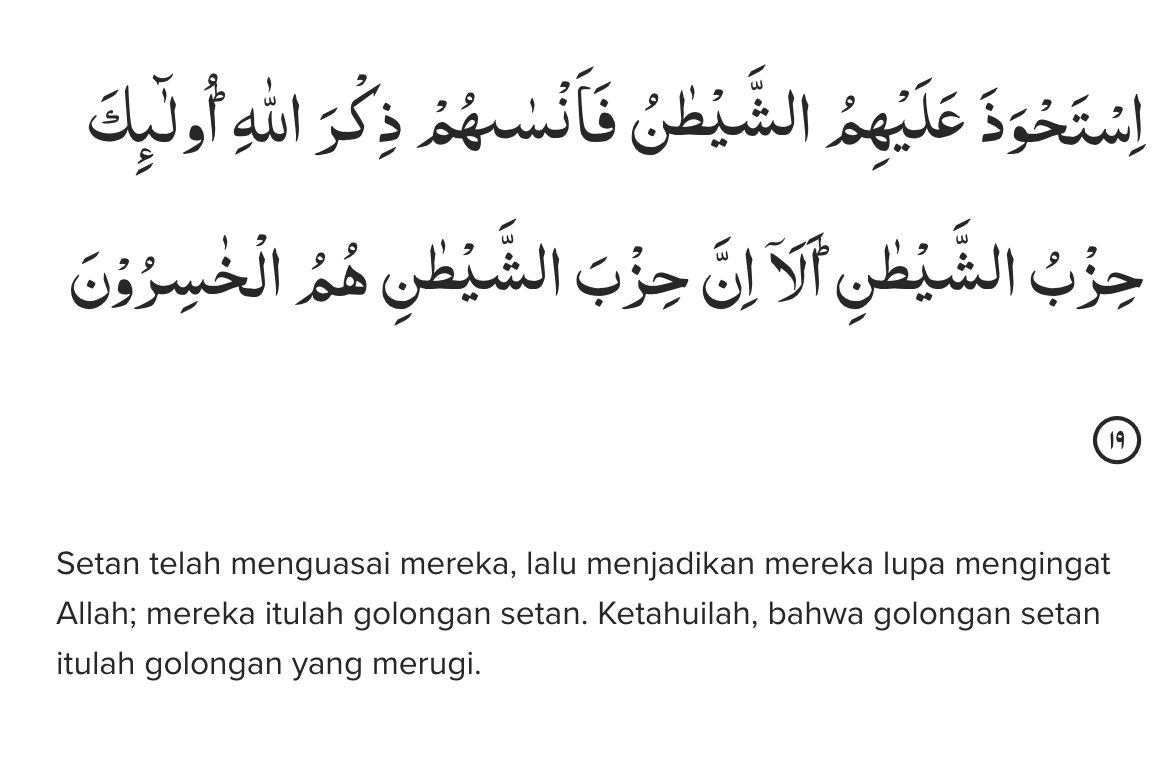 اِسْتَحْوَذَ عَلَيْهِمُ الشَّيْطٰنُ فَاَنْسٰىهُمْ ذِكْرَ اللّٰهِ ۗاُولٰۤىِٕكَ
حِزْبُ الشَّيْطٰنِۗ اَلَآ اِنَّ حِزْبَ الشَّيْطٰنِ هُمُ الْخٰسِرُوْنَ
١٩
Setan telah menguasai mereka, lalu menjadikan mereka lupa mengingat
Allah; mereka itulah golongan setan. Ketahuilah, bahwa golongan setan
itulah golongan yang merugi.